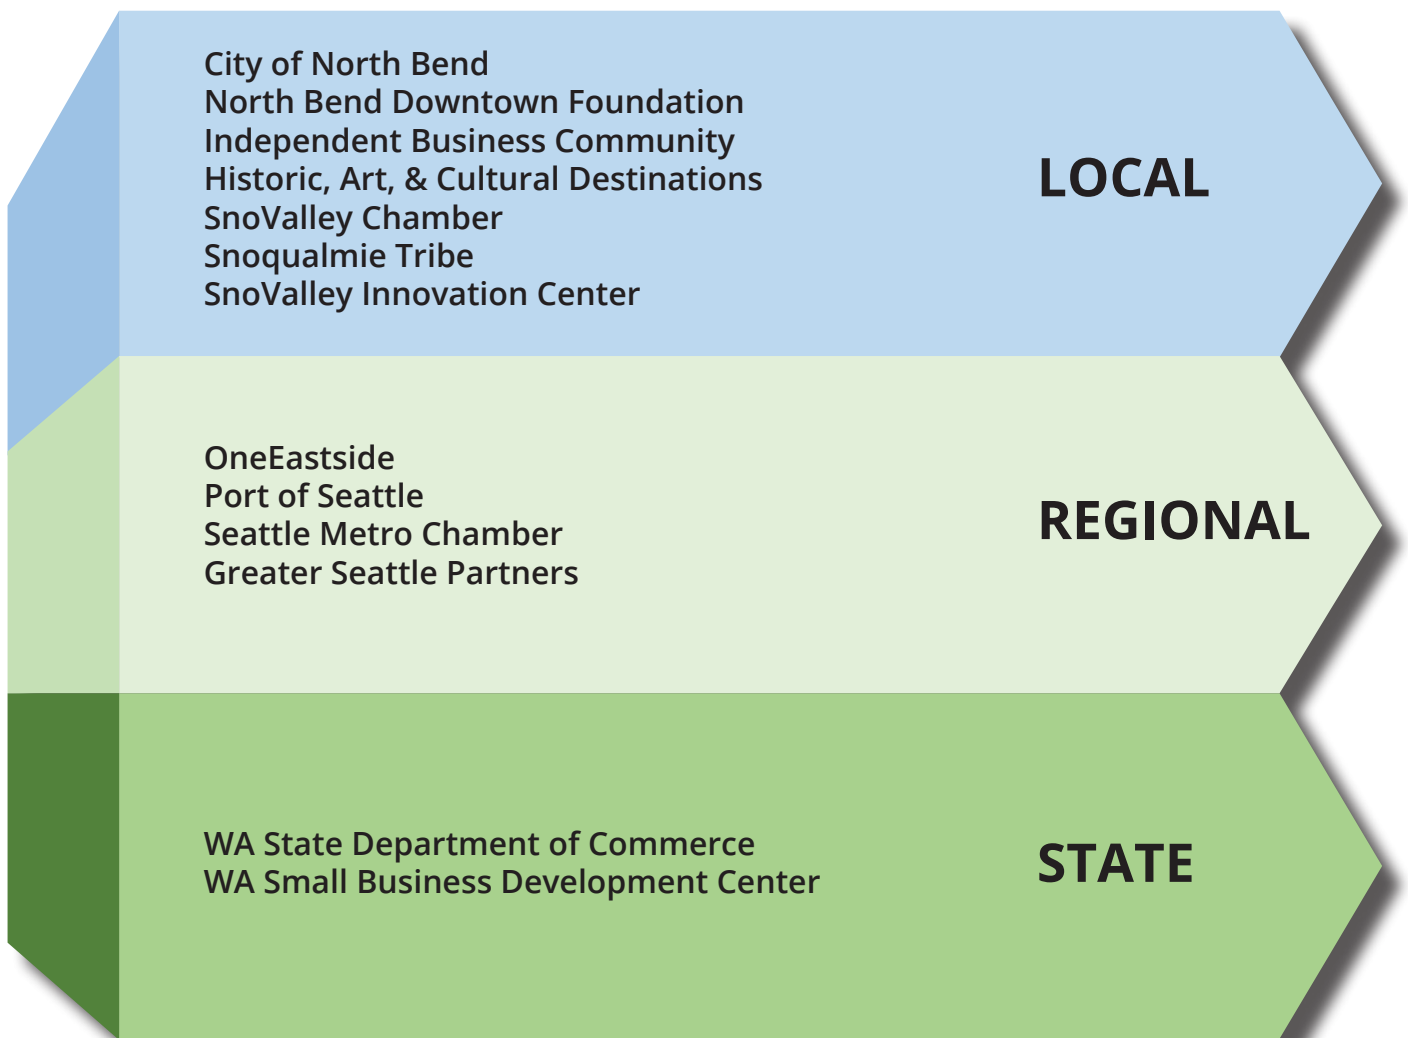 City of North Bend
North Bend Downtown Foundation
Independent Business Community
Historic, Art, & Cultural Destinations
SnoValley Chamber
Snoqualmie Tribe
SnoValley Innovation Center
LOCAL
OneEastside
Port of Seattle
Seattle Metro Chamber
Greater Seattle Partners
REGIONAL
WA State Department of Commerce
WA Small Business Development Center
STATE